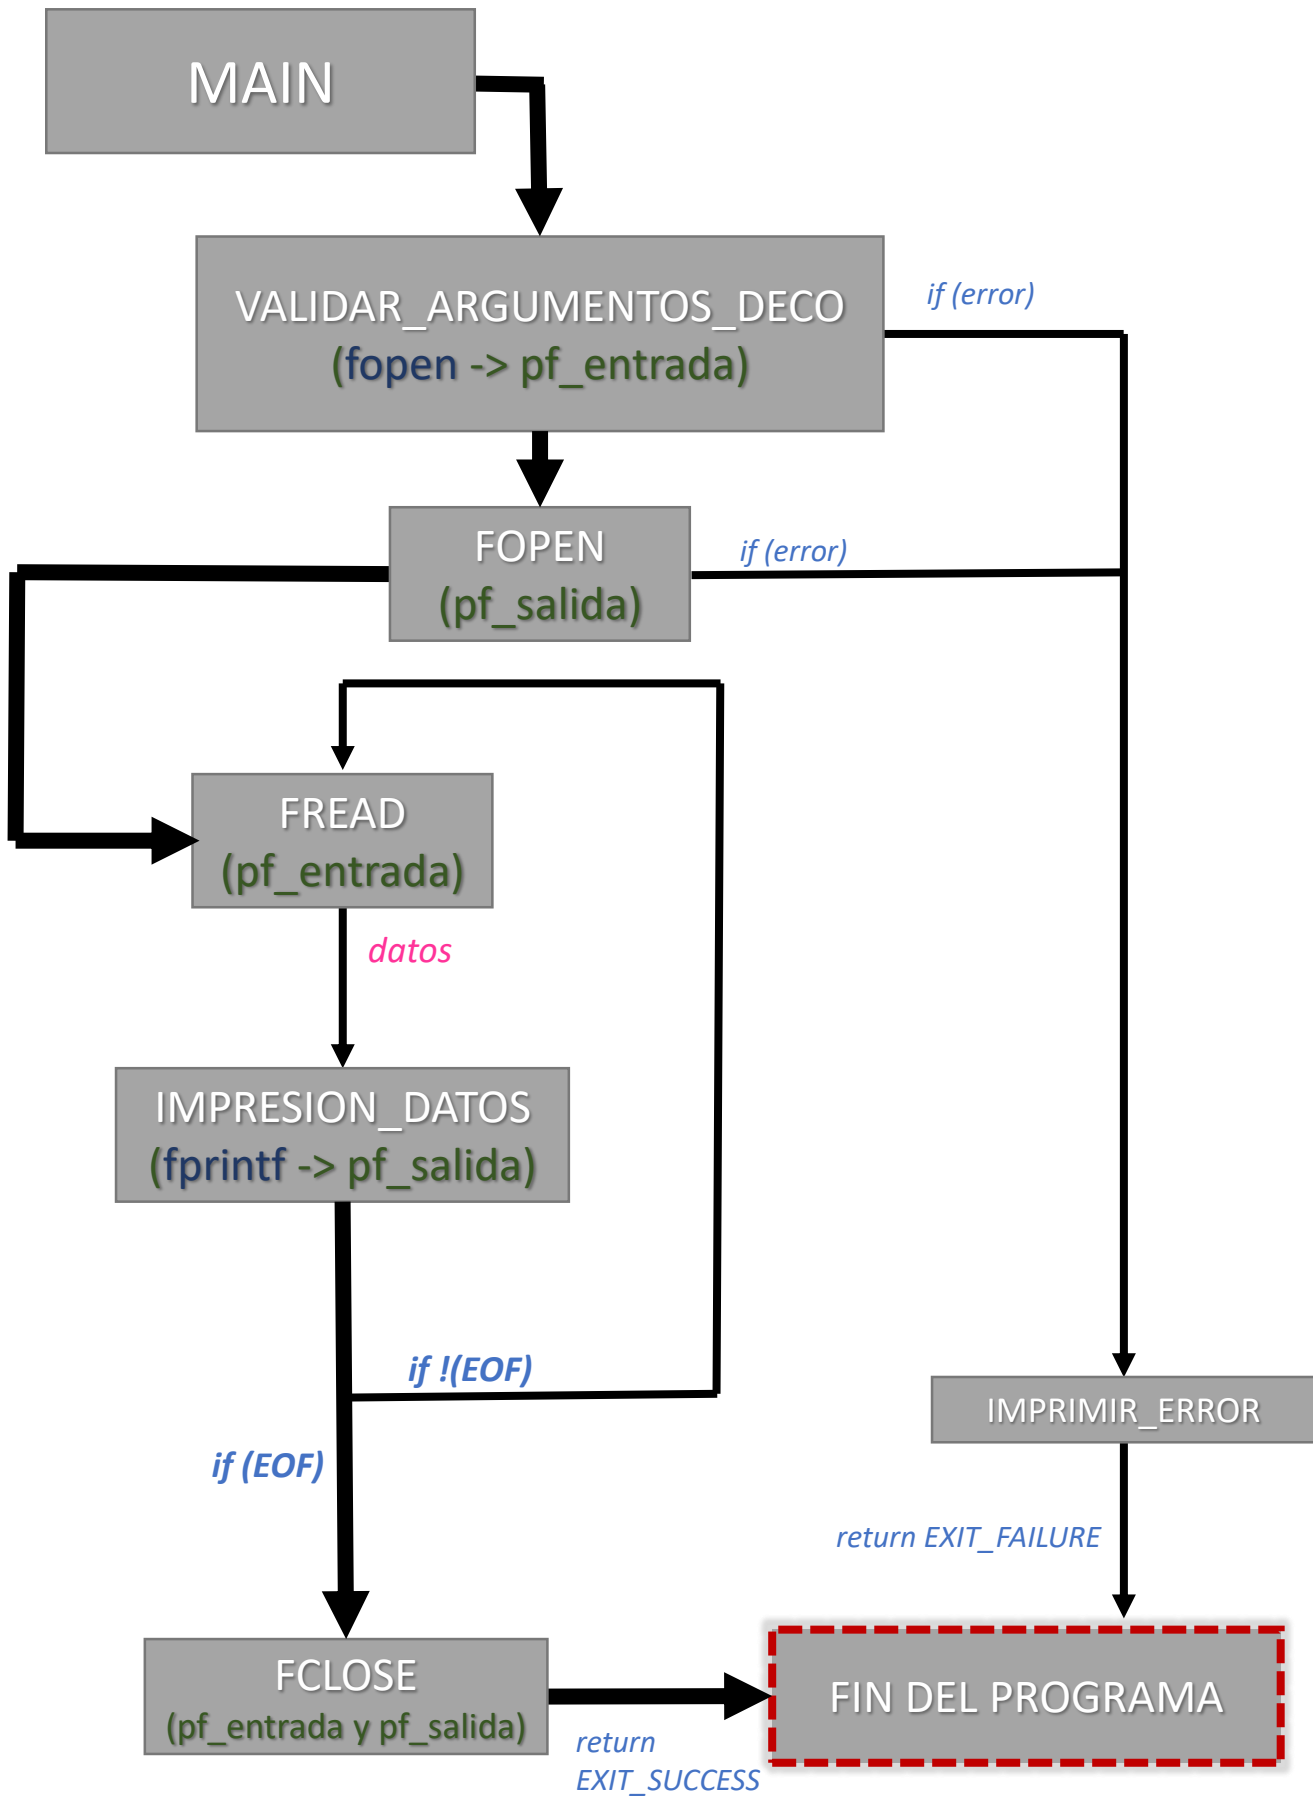 MAIN
VALIDAR_ARGUMENTOS_DECO
(fopen -> pf_entrada)
if (error)
FOPEN
(pf_salida)
if (error)
FREAD
(pf_entrada)
datos
IMPRESION_DATOS
(fprintf -> pf_salida)
if !(EOF)
if (EOF)
IMPRIMIR_ERROR
return EXIT_FAILURE
FCLOSE
(pf_entrada y pf_salida)
return
EXIT_SUCCESS
FIN DEL PROGRAMA